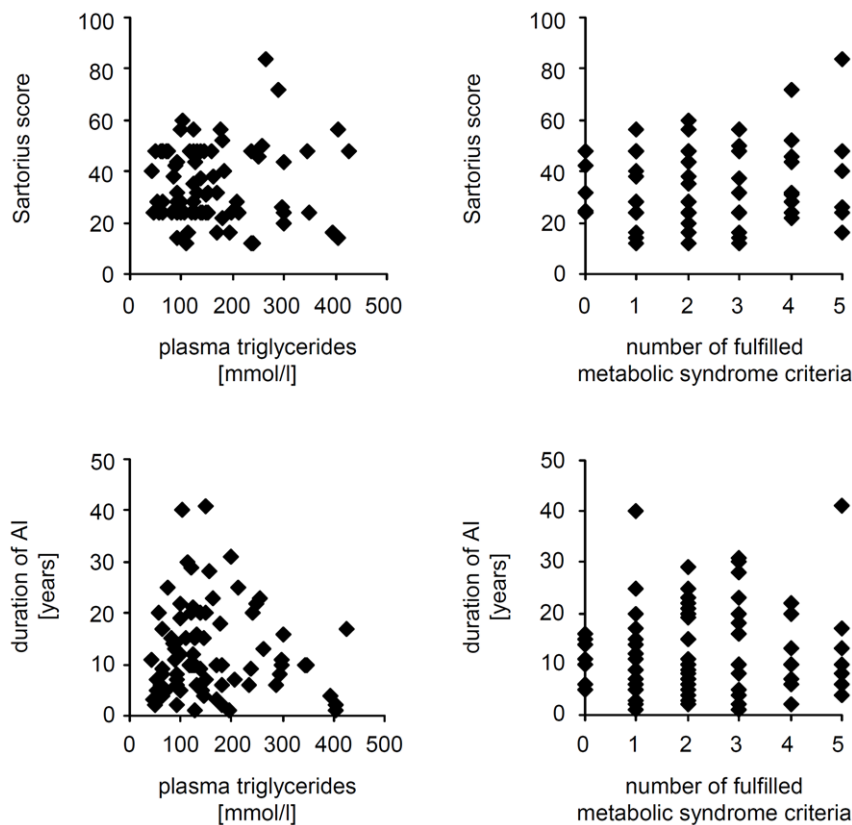 Sartorius score
100
80
60
40
20
0
0 100 200 300 400 500
plasma triglycerides
[mmol/l]
Sartorius score
100
80
60
40
20
0
0 1 2 3 4 5
number of fulfilled
metabolic syndrome criteria
duration of AI
[years]
50
40
30
20
10
0
0 100 200 300 400 500
plasma triglycerides
[mmol/l]
duration of AI
[years]
50
40
30
20
10
0
0 1 2 3 4 5
number of fulfilled
metabolic syndrome criteria